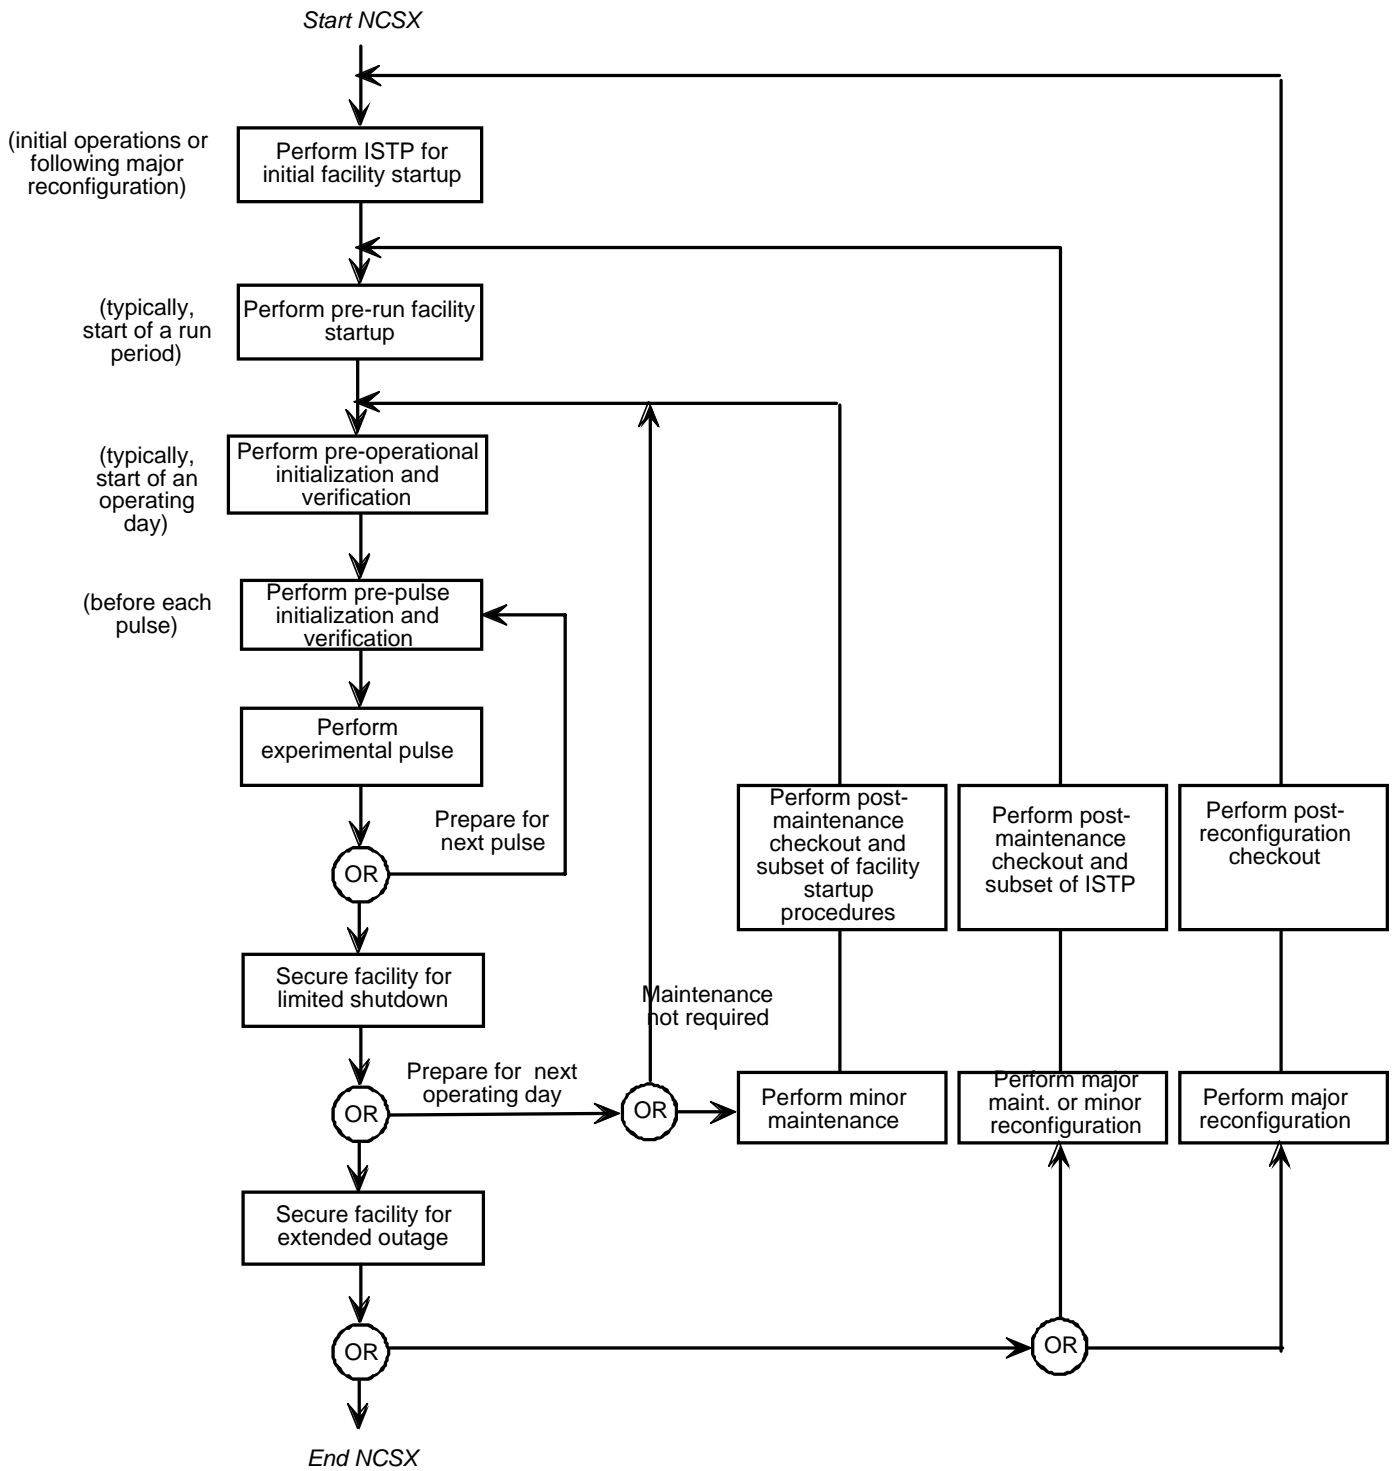 Start NCSX
(initial operations or
following major
reconfiguration)
Perform ISTP for
initial facility startup
(typically,
start of a run
period)
Perform pre-run facility
startup
(typically,
start of an
operating
day)
Perform pre-operational
initialization and
verification
(before each
pulse)
Perform pre-pulse
initialization and
verification
Perform
experimental pulse
Prepare for
next pulse
OR
Perform post-
maintenance
checkout and
subset of facility
startup
procedures
Perform post-
maintenance
checkout and
subset of ISTP
Perform post-
reconfiguration
checkout
Secure facility for
limited shutdown
Maintenance
not required
Prepare for  next
operating day
OR
OR
Perform minor
maintenance
Perform major
maint. or minor
reconfiguration
Perform major
reconfiguration
Secure facility for
extended outage
OR
OR
End NCSX